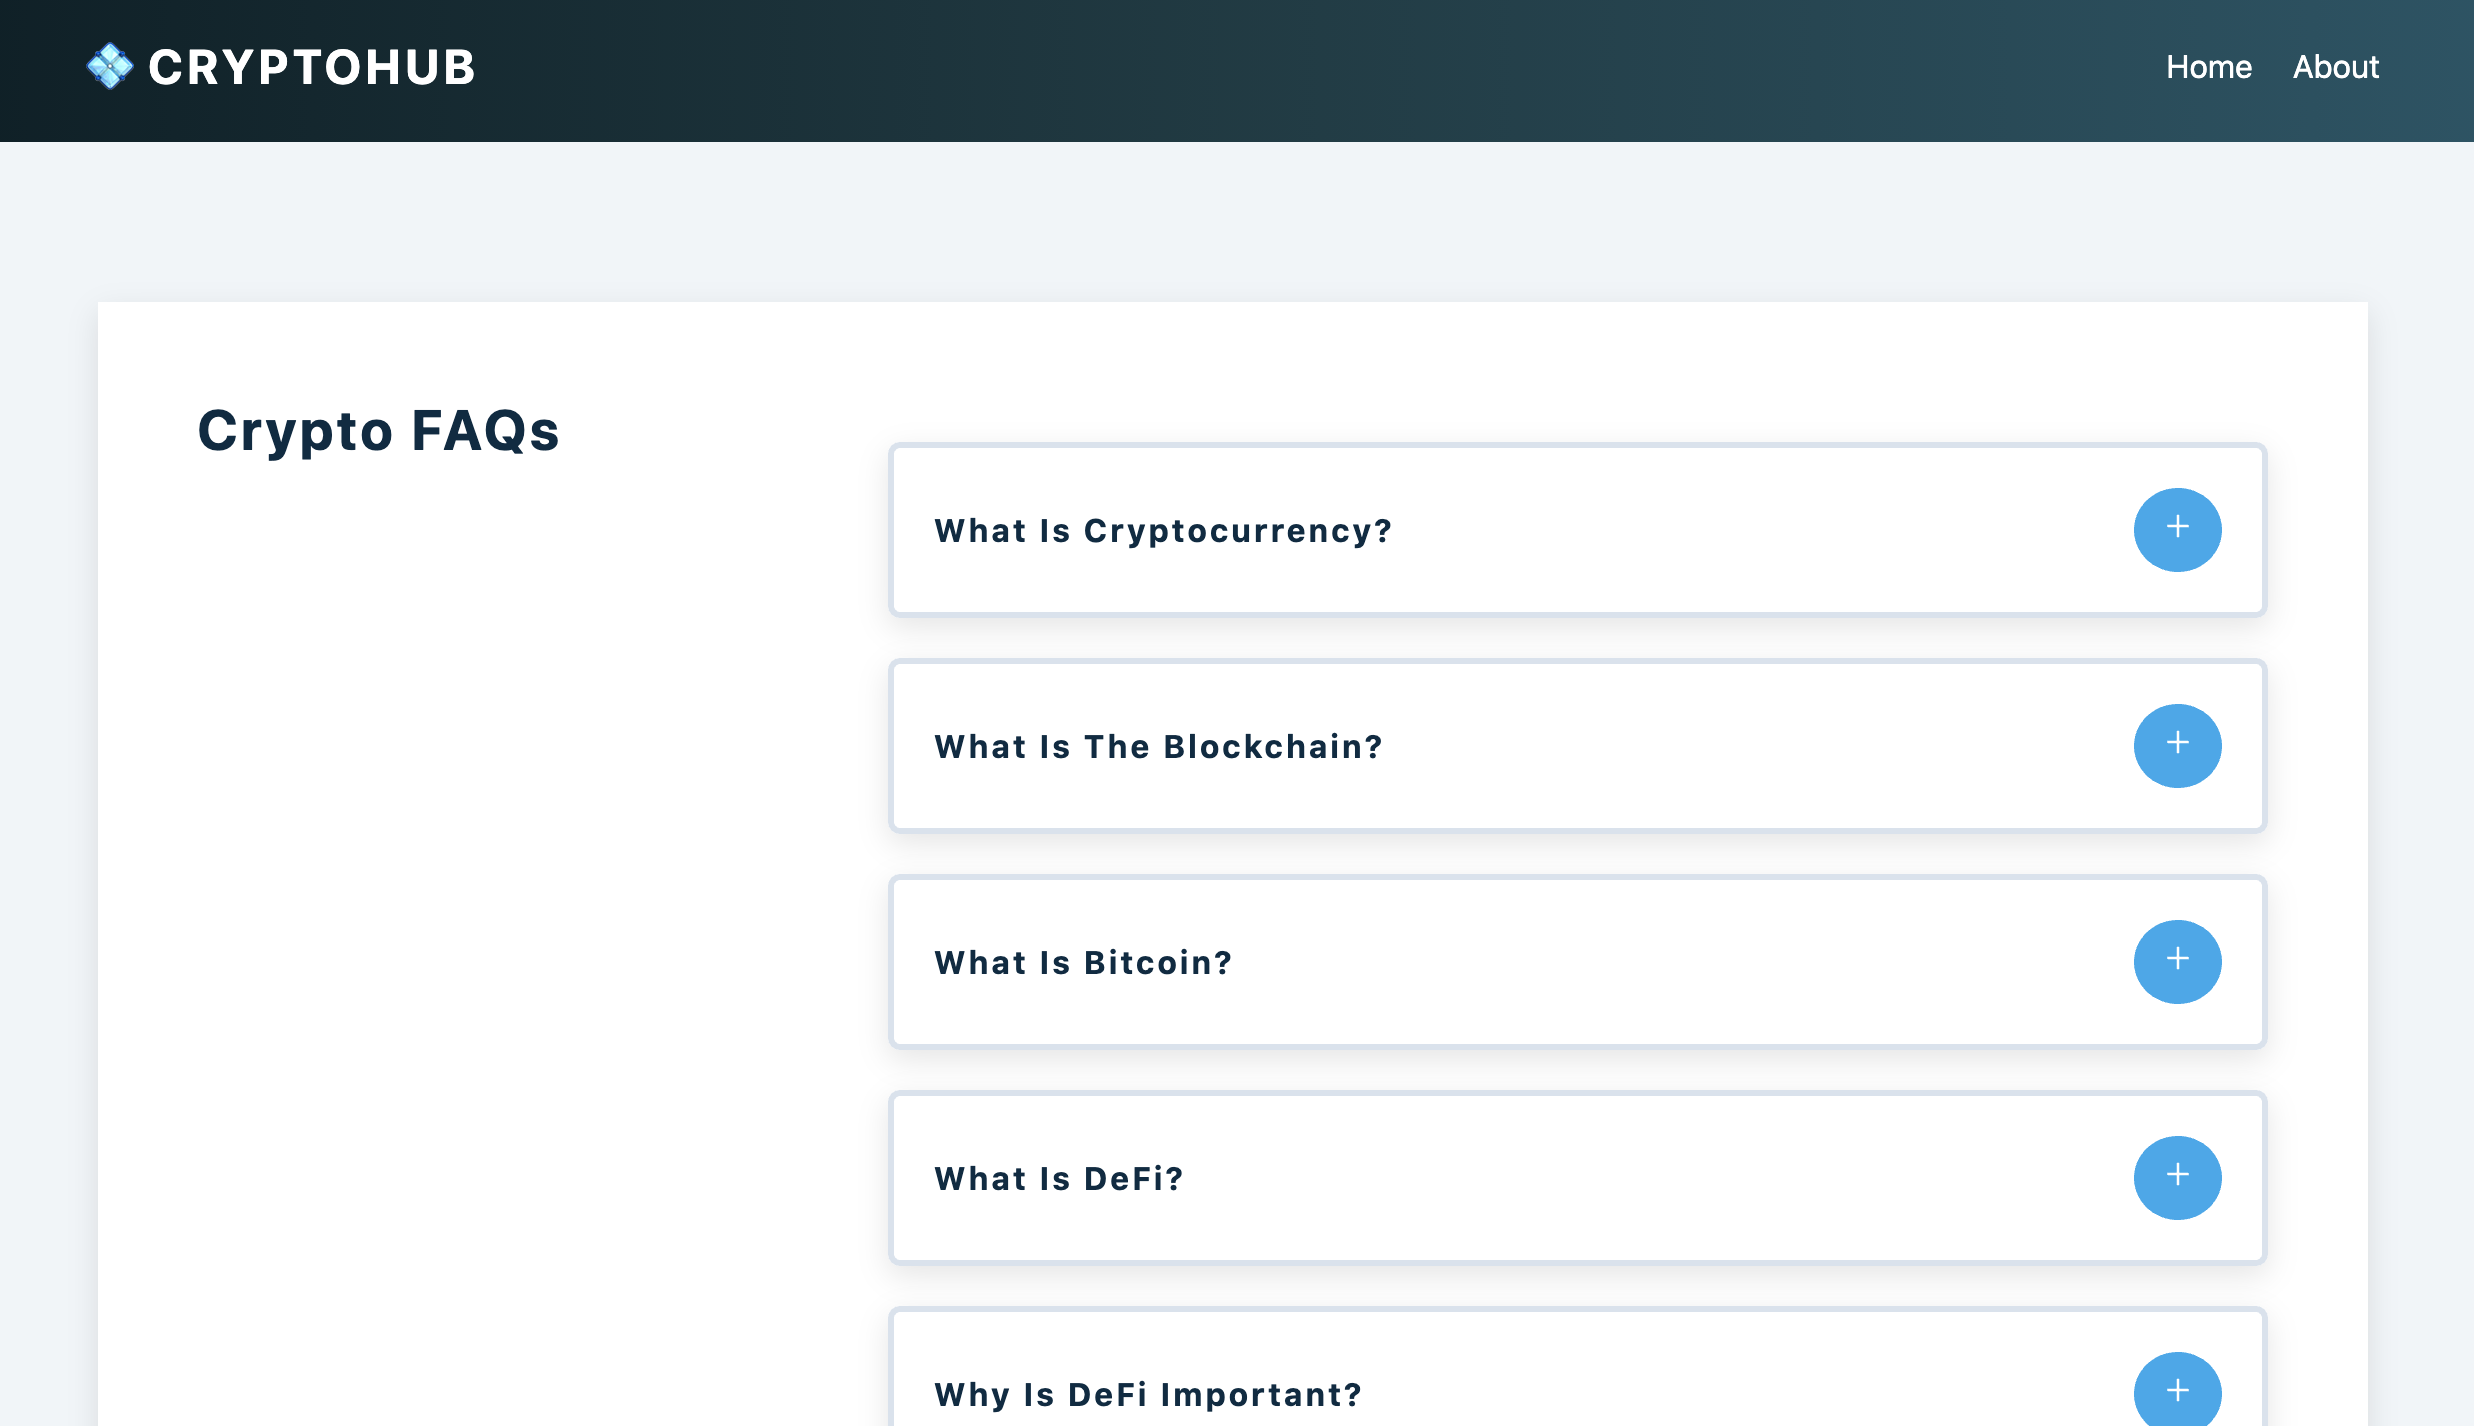 CRYPTOHUB
Home About
Crypto FAQs
What Is Cryptocurrency?
What Is The Blockchain?
What Is Bitcoin?
What Is DeFi?
Why Is DeFi Important?